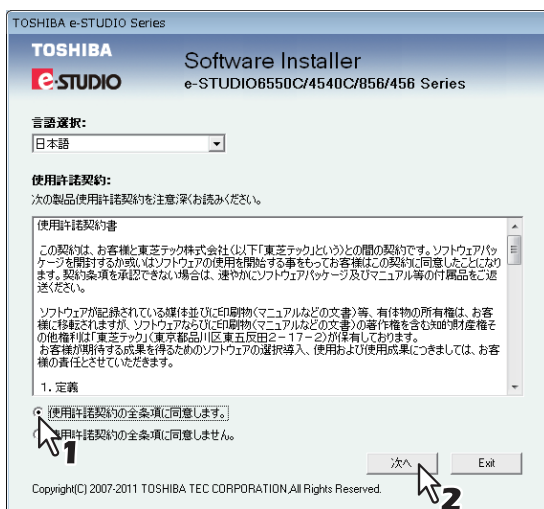 TOSHIBA e-STUDIO Series
TOSHIBA
e-STUDIO
Software Installer
e-STUDIO6550C/4540C/856/456 Series
言語選択:
日本語
使用許諾契約:
次の製品使用許諾契約を注意深くお読みください。
使用許諾契約書
この契約は、お客様と東芝テック株式会社(以下「東芝テック」という)との間の契約です。ソフトウェアパッ
ケージを開封するか或いはソフトウェアの使用を開始する事をもってお客様はこの契約に同意したことになり
ます。契約条項を承認できない場合は、速やかにソフトウェアパッケージ及びマニュアル等の付属品をご返
送ください。
ソフトウェアが記録されている媒体並びに印刷物(マニュアルなどの文書)等、有体物の所有権は、お客
様に移転されますが、ソフトウェアならびに印刷物(マニュアルなどの文書)の著作権を含む知的財産権そ
の他権利は「東芝テック」(東京都品川区東五反田2-17-2)が保有しております。
お客様が期待する成果を得るためのソフトウェアの選択導入、使用および使用成果につきましては、お客
様の責任とさせていただきます。
1. 定義
使用許諾契約の全条項に同意します。
使用許諾契約の全条項に同意しません。
1
次へ
Exit
2
Copyright(C) 2007-2011 TOSHIBA TEC CORPORATION,All Rights Reserved.